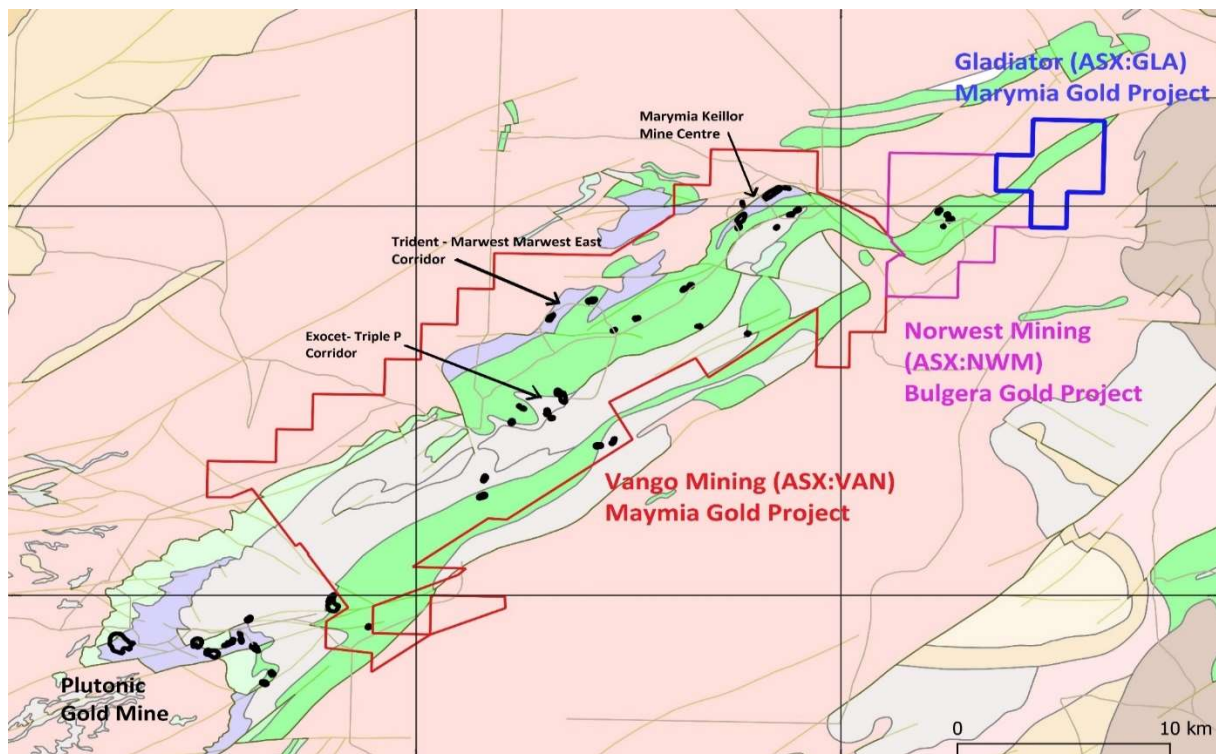 Gladiator (ASX:GLA)
Marymia Gold Project
Marymia Keillor
Mine Centre
Trident - Marwest Marwest East
Corridor
Exocet- Triple P
Corridor
Norwest Mining
(ASX:NWM)
Bulgera Gold Project
Vango Mining (ASX:VAN)
Maymia Gold Project
Plutonic
Gold Mine
0 10 km